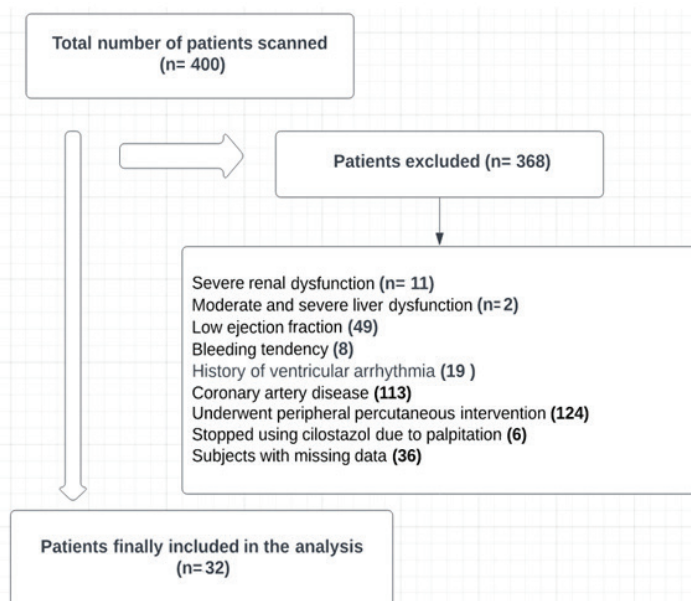 Total number of patients scanned
(n= 400)
Patients excluded (n= 368)
Severe renal dysfunction (n= 11)
Moderate and severe liver dysfunction (n=2)
Low ejection fraction (49)
Bleeding tendency (8)
History of ventricular arrhythmia (19 )
Coronary artery disease (113)
Underwent peripheral percutaneous intervention (124)
Stopped using cilostazol due to palpitation (6)
Subjects with missing data (36)
Patients finally included in the analysis
(n=32)